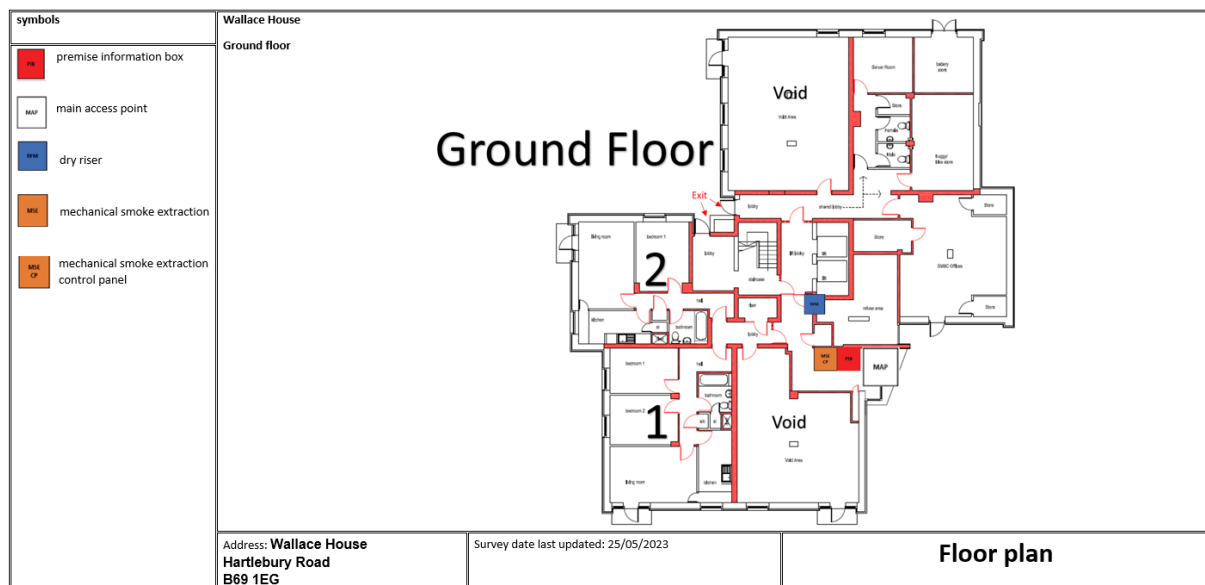 symbols
PIB
premise information box
MAP
main access point
dry riser
MSE
mechanical smoke extraction
MSE
CP
mechanical smoke extraction
control panel
Wallace House
Ground floor
Ground Floor
Void
Void Area
Server Room
store
Store
Female
Male
buggy/
bike store
Exit
lobby
shared lobby
living room
bedroom 1
2
lobby
staircase
lift lobby
lift
lift
Store
Store
SMBC Offices
Store
kitchen
st
bathroom
hall
riser
lobby
refuse area
MSE
CP
PIB
MAP
bedroom 1
hall
bathroom
bedroom 2
1
st
living room
kitchen
Void
Void Area
Address: Wallace House
Hartlebury Road
B69 1EG
Survey date last updated: 25/05/2023
Floor plan